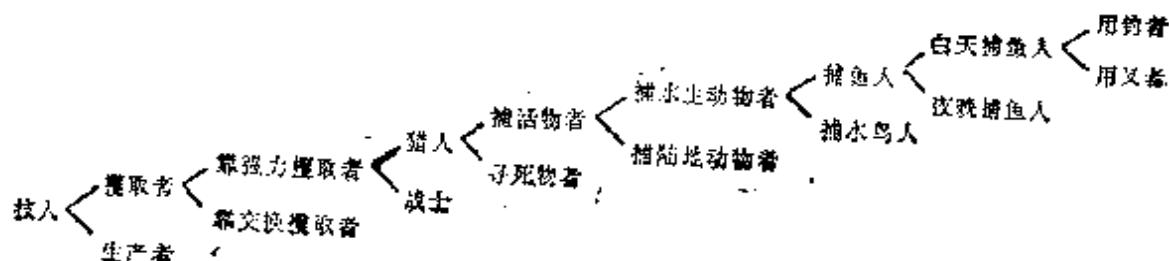 技人
攫取者
生产者
靠强力攫取者
靠交换攫取者
猎人
战士
捕活物者
寻死物者
捕水生动物者
捕陆地动物者
捕鱼人
捕水鸟人
白天捕鱼人
夜晚捕鱼人
用钓者
用叉者